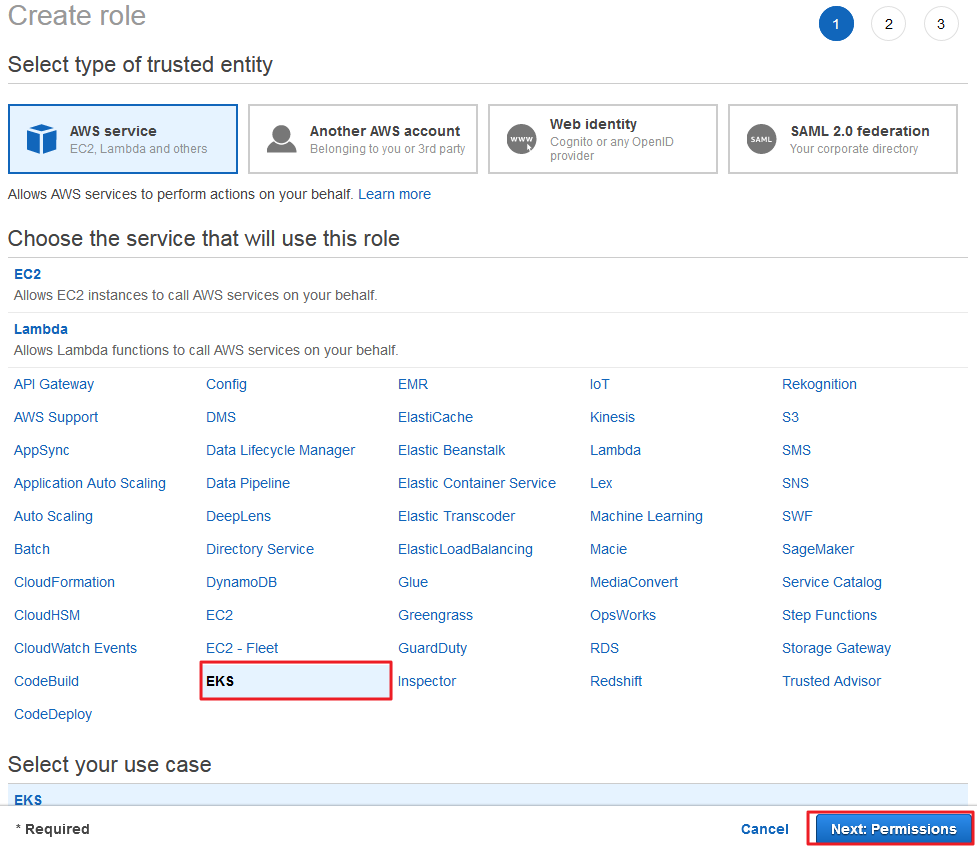 Create role
1 2 3
Select type of trusted entity
AWS service
EC2, Lambda and others
Another AWS account
Belonging to you or 3rd party
www
Web identity
Cognito or any OpenID
provider
SAML
SAML 2.0 federation
Your corporate directory
Allows AWS services to perform actions on your behalf. Learn more
Choose the service that will use this role
EC2
Allows EC2 instances to call AWS services on your behalf.
Lambda
Allows Lambda functions to call AWS services on your behalf.
API Gateway Config EMR IoT Rekognition
AWS Support DMS ElastiCache Kinesis S3
AppSync Data Lifecycle Manager Elastic Beanstalk Lambda SMS
Application Auto Scaling Data Pipeline Elastic Container Service Lex SNS
Auto Scaling DeepLens Elastic Transcoder Machine Learning SWF
Batch Directory Service ElasticLoadBalancing Macie SageMaker
CloudFormation DynamoDB Glue MediaConvert Service Catalog
CloudHSM EC2 Greengrass OpsWorks Step Functions
CloudWatch Events EC2 - Fleet GuardDuty RDS Storage Gateway
CodeBuild EKS Inspector Redshift Trusted Advisor
CodeDeploy
Select your use case
EKS
* Required Cancel Next: Permissions